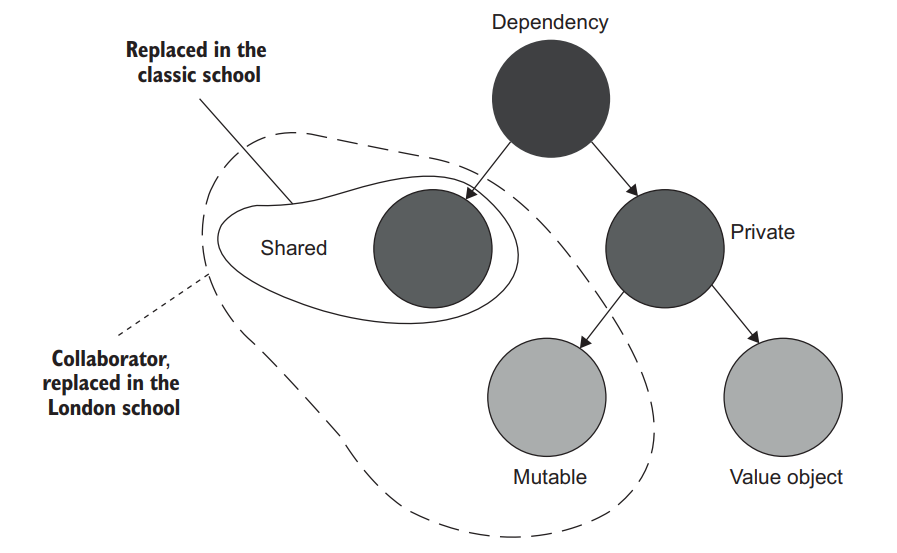 Dependency
Replaced in the
classic school
Shared
Private
Collaborator,
replaced in the
London school
Mutable
Value object